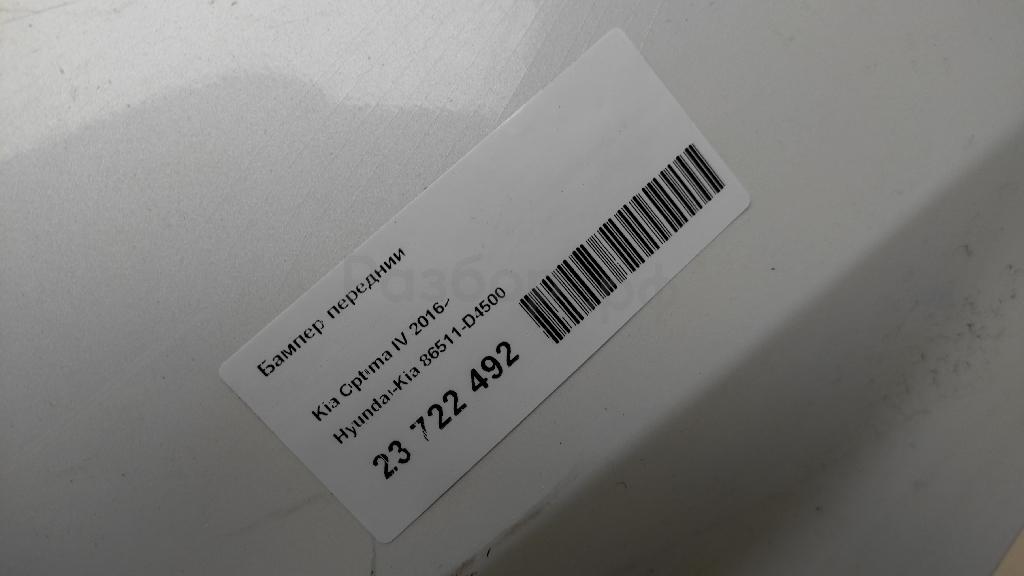 Бампер передний
Kia Optima IV 2016-
Hyundai-Kia 86511-D4500
23 722 492